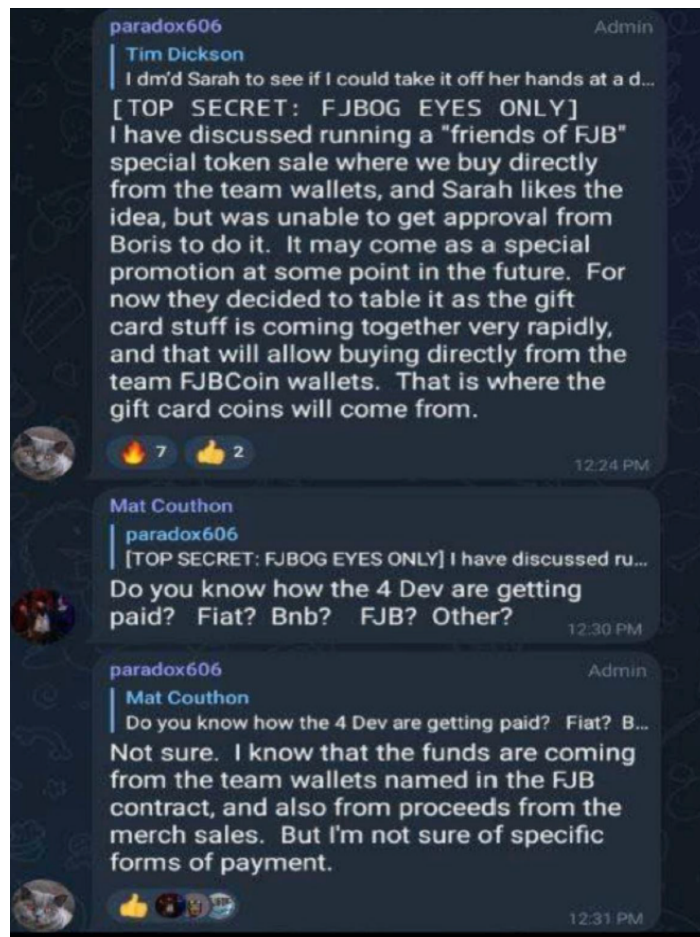 paradox606 Admin
Tim Dickson
I dm'd Sarah to see if I could take it off her hands at a d...
[TOP SECRET: FJBOG EYES ONLY]
I have discussed running a "friends of FJB"
special token sale where we buy directly
from the team wallets, and Sarah likes the
idea, but was unable to get approval from
Boris to do it. It may come as a special
promotion at some point in the future. For
now they decided to table it as the gift
card stuff is coming together very rapidly,
and that will allow buying directly from the
team FJBCoin wallets. That is where the
gift card coins will come from.
7 2
12:24 PM
Mat Couthon
paradox606
[TOP SECRET: FJBOG EYES ONLY] I have discussed ru...
Do you know how the 4 Dev are getting
paid? Fiat? Bnb? FJB? Other?
12:30 PM
paradox606 Admin
Mat Couthon
Do you know how the 4 Dev are getting paid? Fiat? B...
Not sure. I know that the funds are coming
from the team wallets named in the FJB
contract, and also from proceeds from the
merch sales. But I'm not sure of specific
forms of payment.
12:31 PM